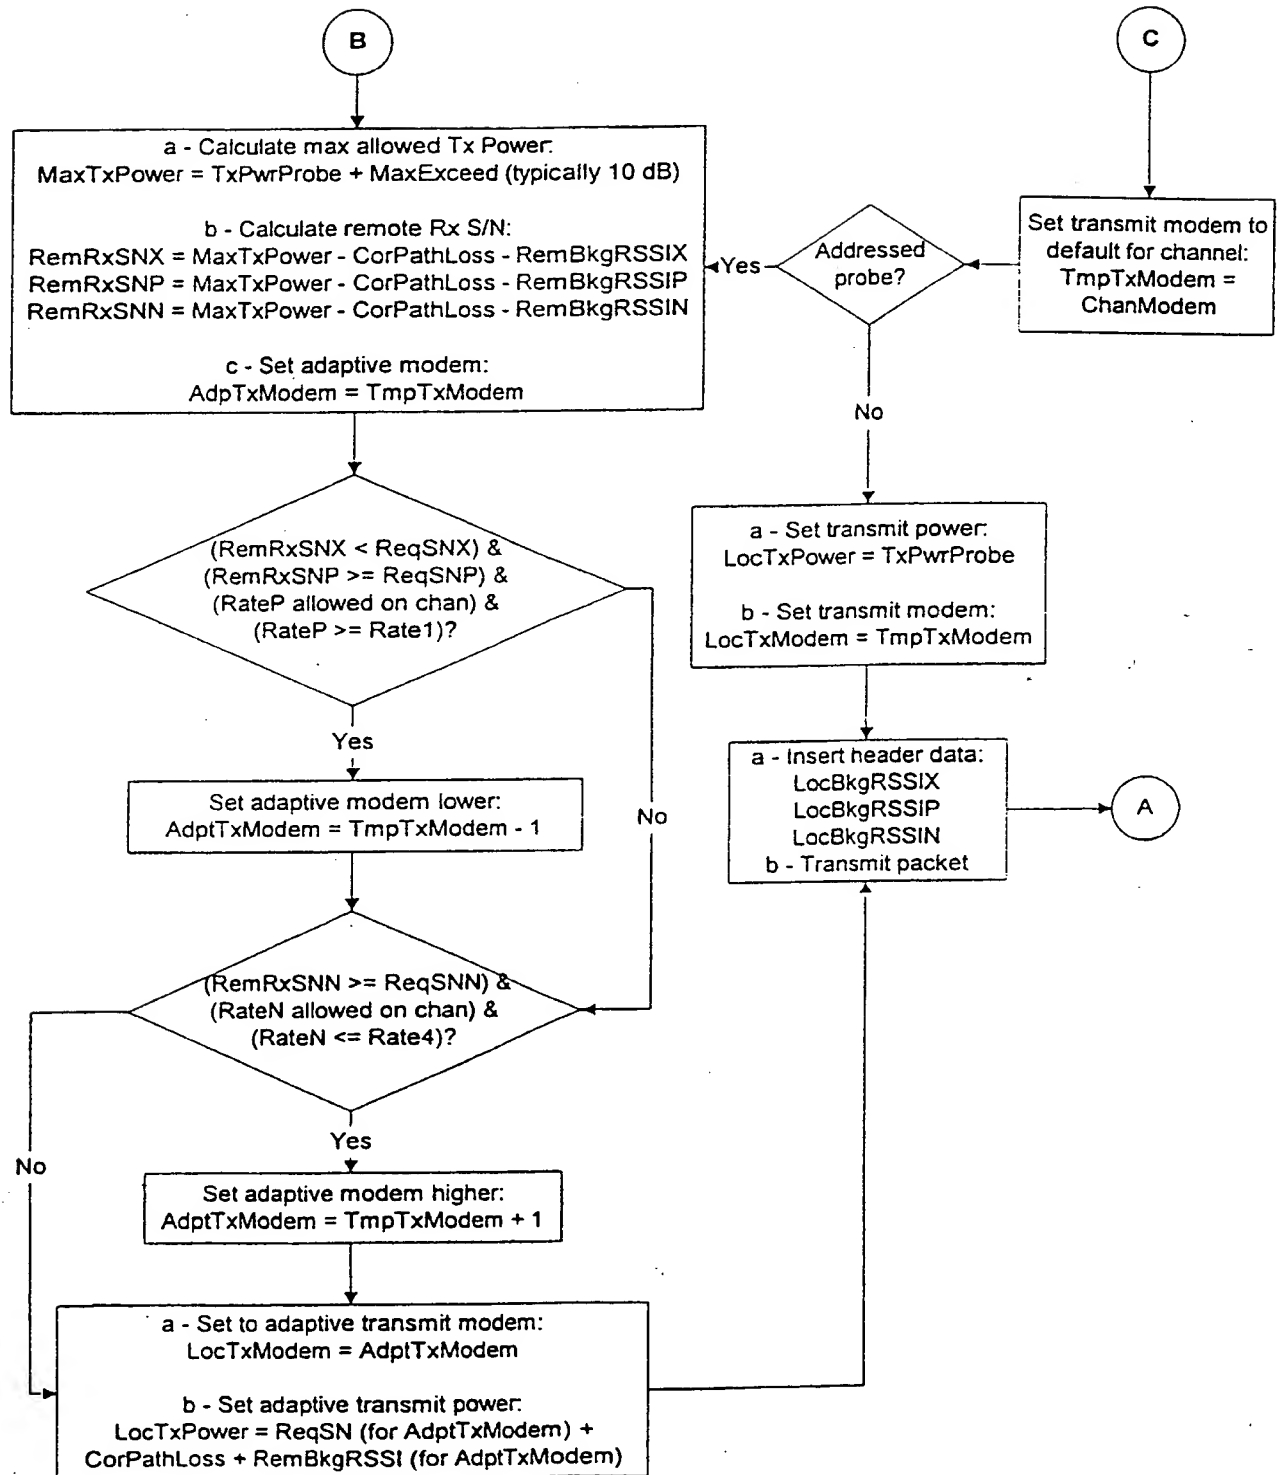 B
C
a - Calculate max allowed Tx Power:
MaxTxPower = TxPwrProbe + MaxExceed (typically 10 dB)
b - Calculate remote Rx S/N:
RemRxSNX = MaxTxPower - CorPathLoss - RemBkgRSSIX
RemRxSNP = MaxTxPower - CorPathLoss - RemBkgRSSIP
RemRxSNN = MaxTxPower - CorPathLoss - RemBkgRSSIN
c - Set adaptive modem:
AdpTxModem = TmpTxModem
Yes
Addressed
probe?
Set transmit modem to
default for channel:
TmpTxModem =
ChanModem
No
(RemRxSNX < ReqSNX) &
(RemRxSNP >= ReqSNP) &
(RateP allowed on chan) &
(RateP >= Rate1)?
a - Set transmit power:
LocTxPower = TxPwrProbe
b - Set transmit modem:
LocTxModem = TmpTxModem
Yes
Set adaptive modem lower:
AdptTxModem = TmpTxModem - 1
No
a - Insert header data:
LocBkgRSSIX
LocBkgRSSIP
LocBkgRSSIN
b - Transmit packet
A
(RemRxSNN >= ReqSNN) &
(RateN allowed on chan) &
(RateN <= Rate4)?
Yes
No
Set adaptive modem higher:
AdptTxModem = TmpTxModem + 1
a - Set to adaptive transmit modem:
LocTxModem = AdptTxModem
b - Set adaptive transmit power:
LocTxPower = ReqSN (for AdptTxModem) +
CorPathLoss + RemBkgRSSI (for AdptTxModem)